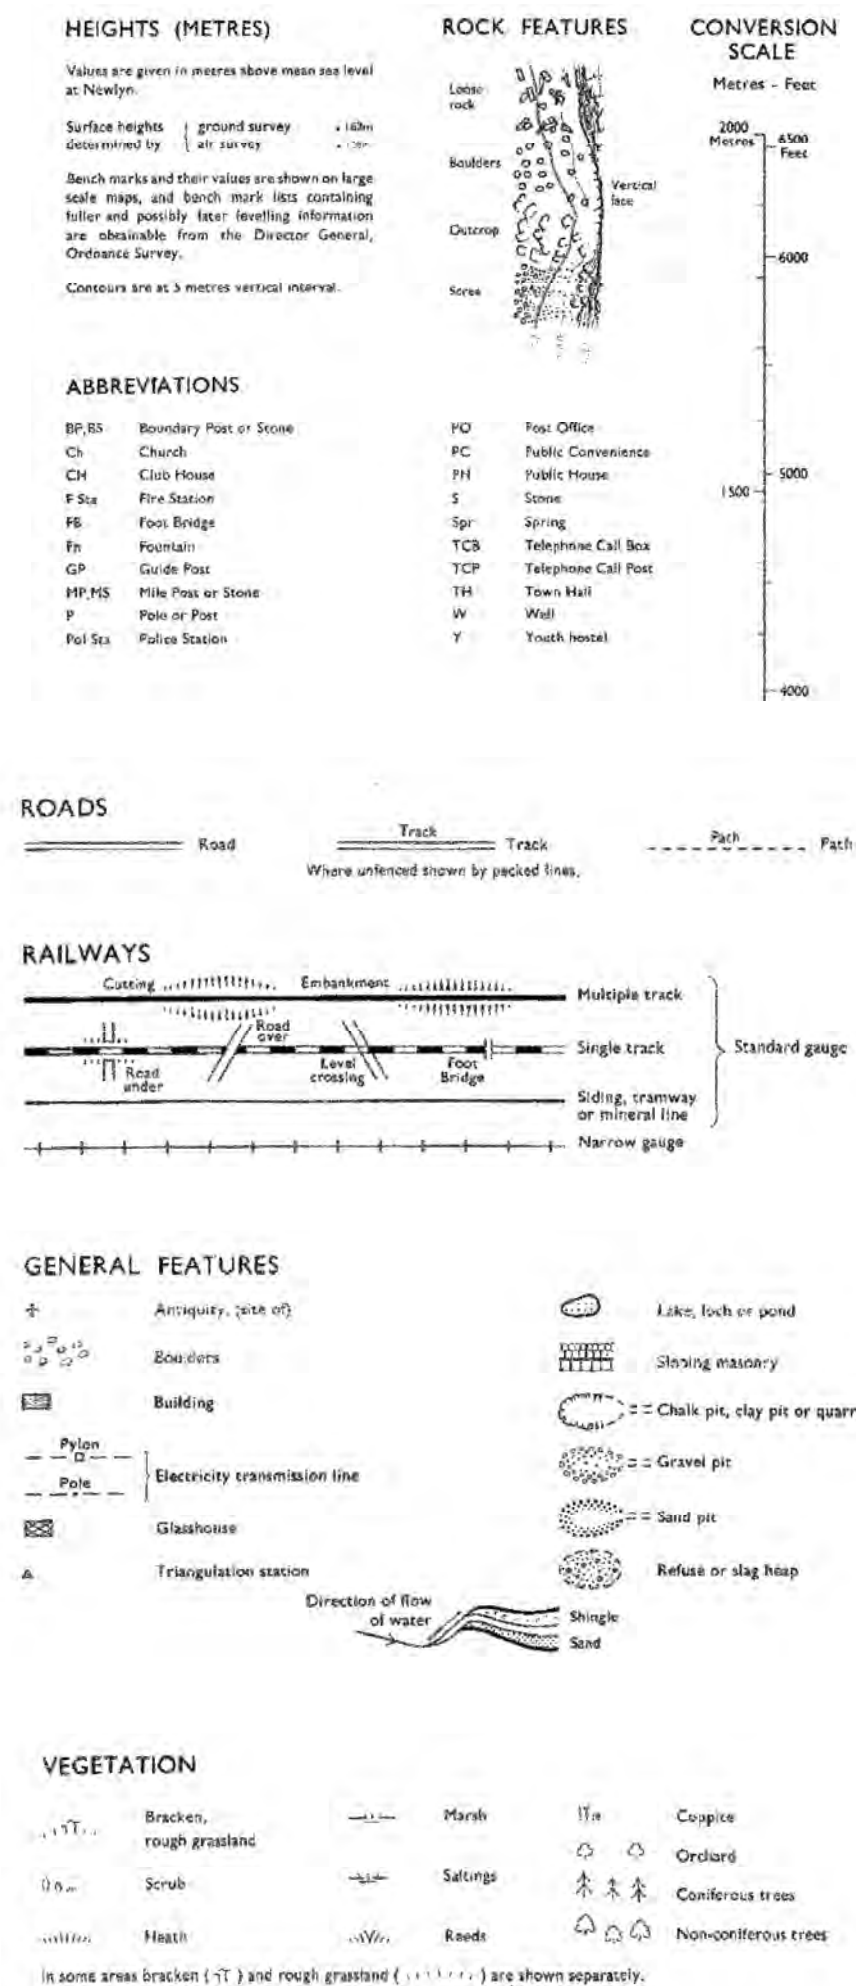 HEIGHTS (METRES)
Values are given in metres above mean sea level
at Newlyn.
Surface heights
determined by
ground survey
air survey
Bench marks and their values are shown on large
scale maps, and bench mark lists containing
fuller and possibly later levelling information
are obtainable from the Director General,
Ordnance Survey.
Contours are at 5 metres vertical interval.
ROCK FEATURES
Loose
rock
Boulders
Outcrop
Scree
Vertical
face
CONVERSION
SCALE
Metres - Feet
2000
Metres
6500
Feet
6000
5000
1500
4000
ABBREVIATIONS
BP,BS Boundary Post or Stone
Ch Church
CH Club House
F Sta Fire Station
FB Foot Bridge
Fn Fountain
GP Guide Post
MP,MS Mile Post or Stone
P Pole or Post
Pol Sta Police Station
PO Post Office
PC Public Convenience
PH Public House
S Stone
Spr Spring
TCB Telephone Call Box
TCP Telephone Call Post
TH Town Hall
W Well
Y Youth hostel
ROADS
Road
Track
Track
Path
Path
Where unfenced shown by pecked lines.
RAILWAYS
Cutting
Embankment
Multiple track
Road
over
Single track
Standard gauge
Road
under
Level
crossing
Foot
Bridge
Siding, tramway
or mineral line
Narrow gauge
GENERAL FEATURES
Antiquity, (site of)
Boulders
Building
Pylon
Pole
Electricity transmission line
Glasshouse
Triangulation station
Lake, loch or pond
Sloping masonry
Chalk pit, clay pit or quarr
Gravel pit
Sand pit
Refuse or slag heap
Direction of flow
of water
Shingle
Sand
VEGETATION
Bracken,
rough grassland
Scrub
Heath
Marsh
Saltings
Reeds
Coppice
Orchard
Coniferous trees
Non-coniferous trees
In some areas bracken ( ) and rough grassland ( ) are shown separately.